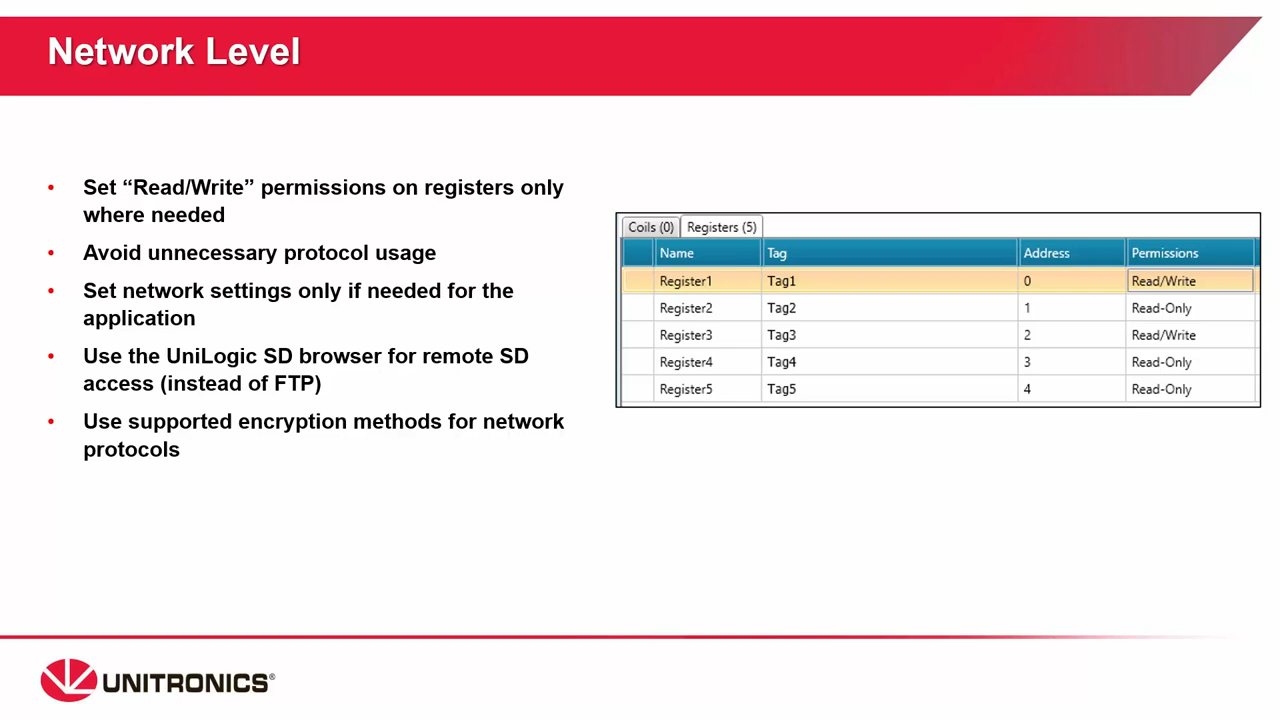 Network Level
• Set “Read/Write” permissions on registers only
where needed
• Avoid unnecessary protocol usage
• Set network settings only if needed for the
application
• Use the UniLogic SD browser for remote SD
access (instead of FTP)
• Use supported encryption methods for network
protocols
Coils (0) Registers (5)
Name Tag Address Permissions
Register1 Tag1 0 Read/Write
Register2 Tag2 1 Read-Only
Register3 Tag3 2 Read/Write
Register4 Tag4 3 Read-Only
Register5 Tag5 4 Read-Only
UNITRONICS®